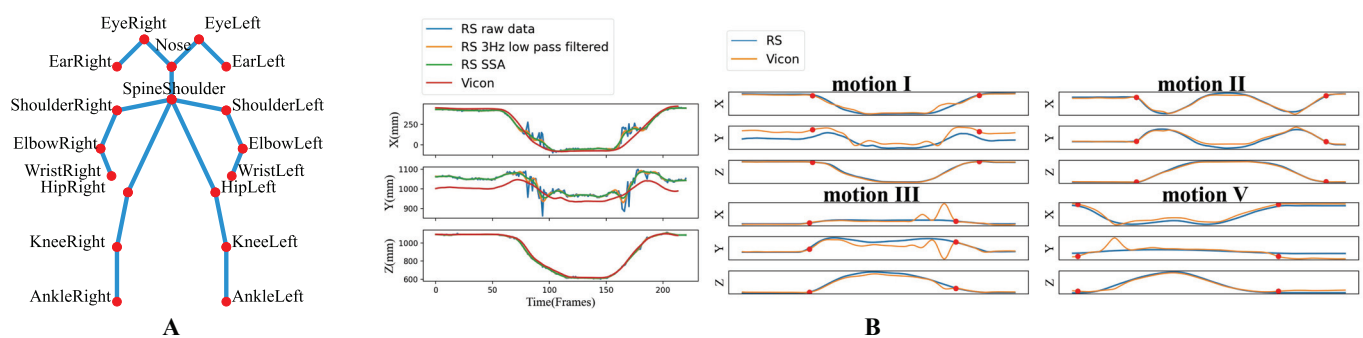 EyeRight
EyeLeft
Nose
EarRight
EarLeft
SpineShoulder
ShoulderRight
ShoulderLeft
ElbowRight
ElbowLeft
WristRight
WristLeft
HipRight
HipLeft
KneeRight
KneeLeft
AnkleRight
AnkleLeft
A
RS raw data
RS 3Hz low pass filtered
RS SSA
Vicon
X(mm)
250
0
Y(mm)
1100
1000
900
Z(mm)
1000
800
600
0 50 100 150 200
Time(Frames)
RS
Vicon
motion I
X
Y
Z
motion II
X
Y
Z
motion III
X
Y
Z
motion V
X
Y
Z
B